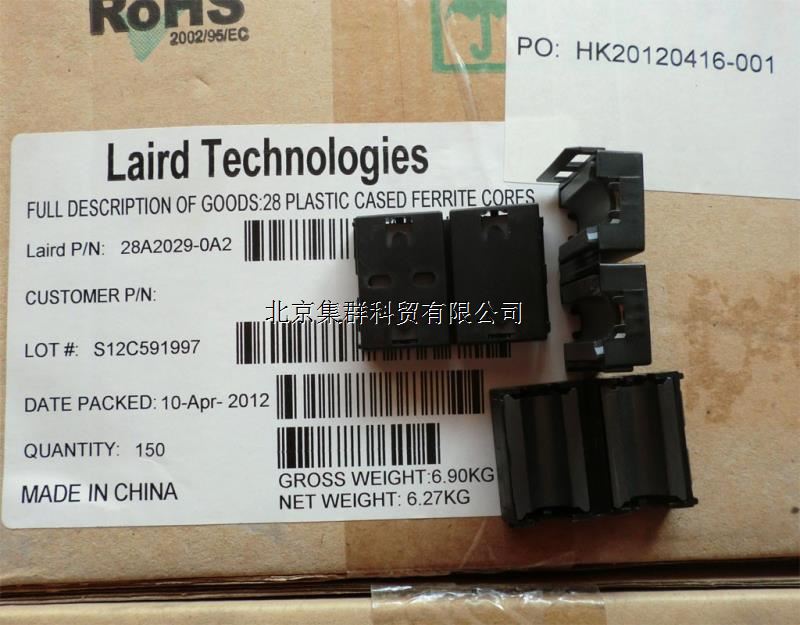 RoHS
2002/95/EC
PO: HK20120416-001
Laird Technologies
FULL DESCRIPTION OF GOODS:28 PLASTIC CASED FERRITE CORES
Laird P/N: 28A2029-0A2
CUSTOMER P/N:
北京集群科贸有限公司
LOT #: S12C591997
DATE PACKED: 10-Apr- 2012
QUANTITY: 150
GROSS WEIGHT:6.90KG
MADE IN CHINA
NET WEIGHT: 6.27KG